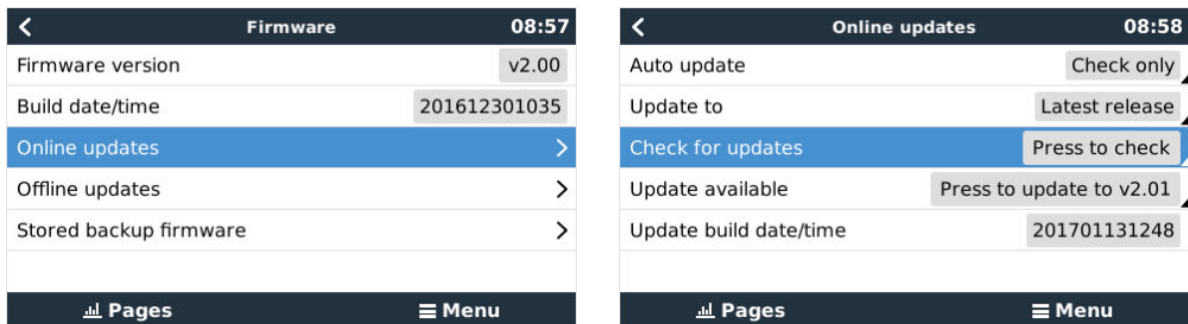 Firmware 08:57
Firmware version v2.00
Build date/time 201612301035
Online updates
Offline updates
Stored backup firmware
Pages Menu
Online updates 08:58
Auto update Check only
Update to Latest release
Check for updates Press to check
Update available Press to update to v2.01
Update build date/time 201701131248
Pages Menu